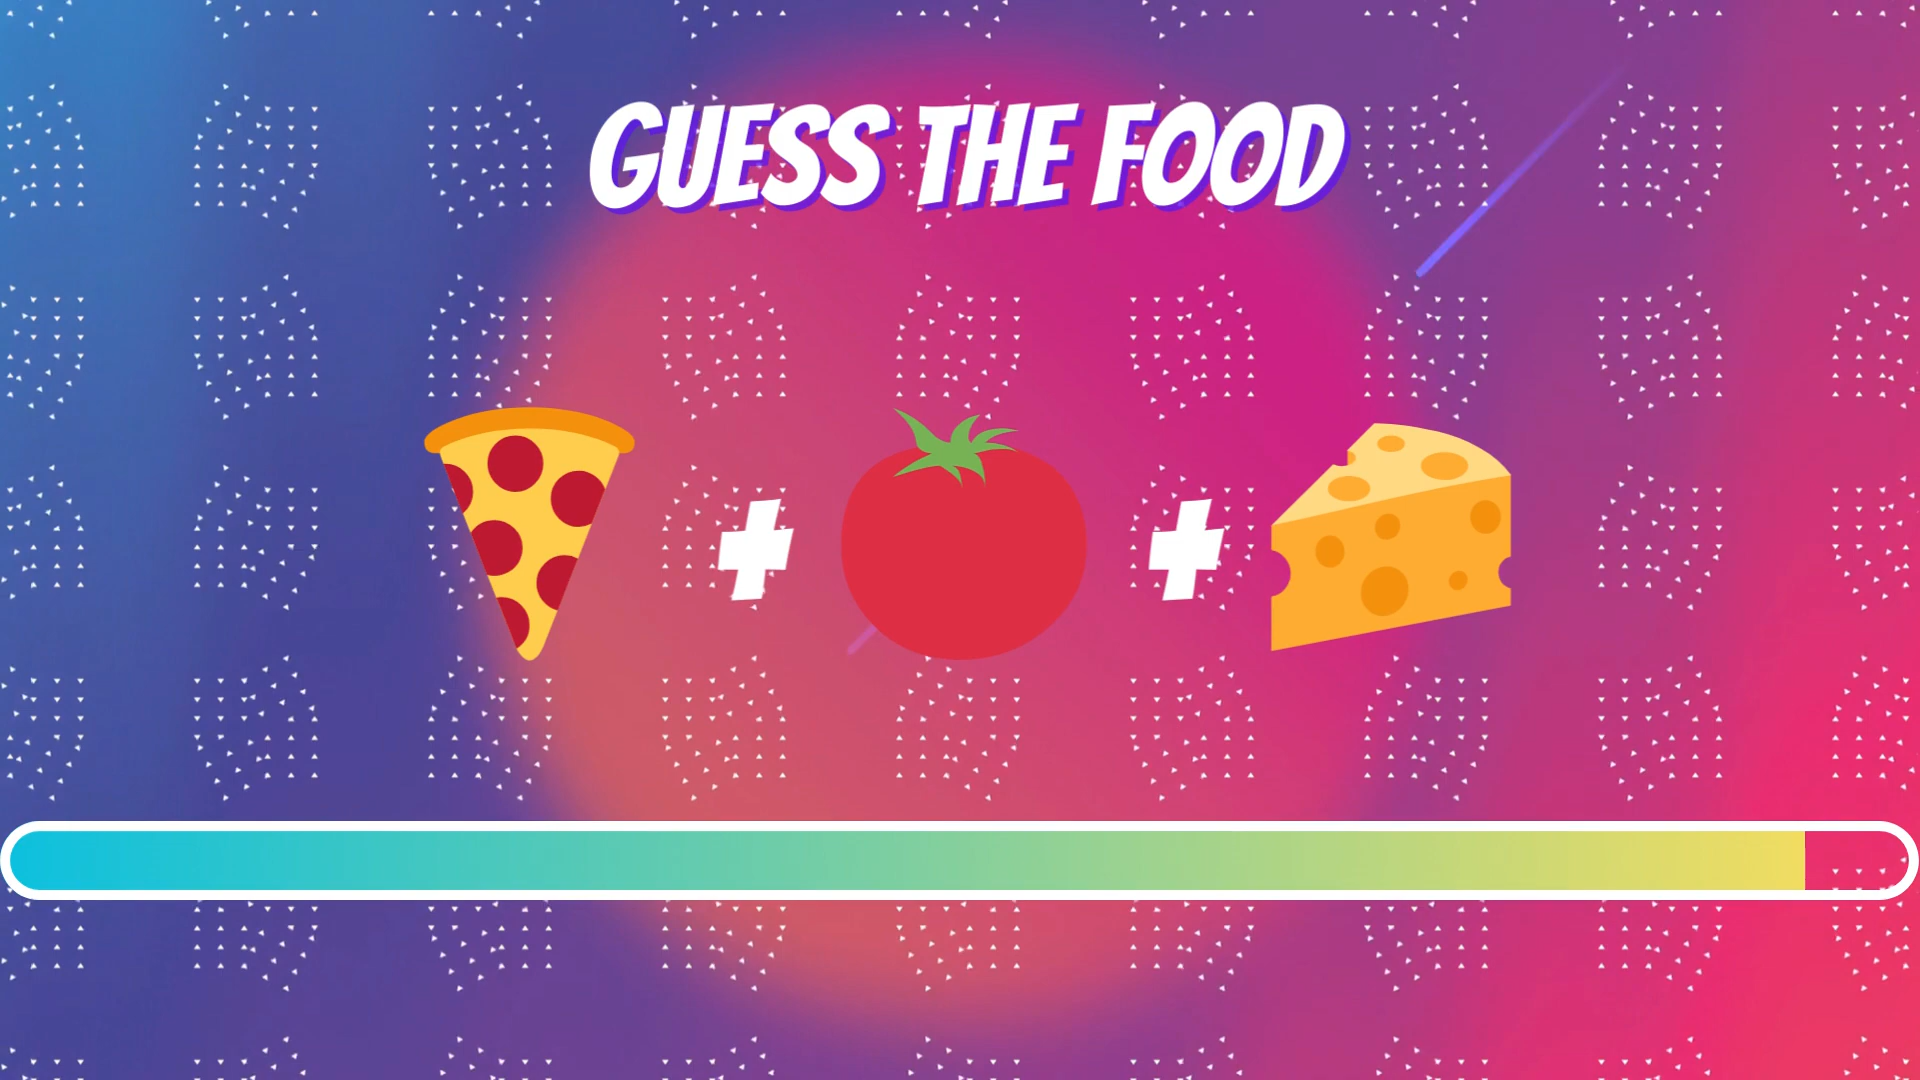 GUESS THE FOOD
+ +